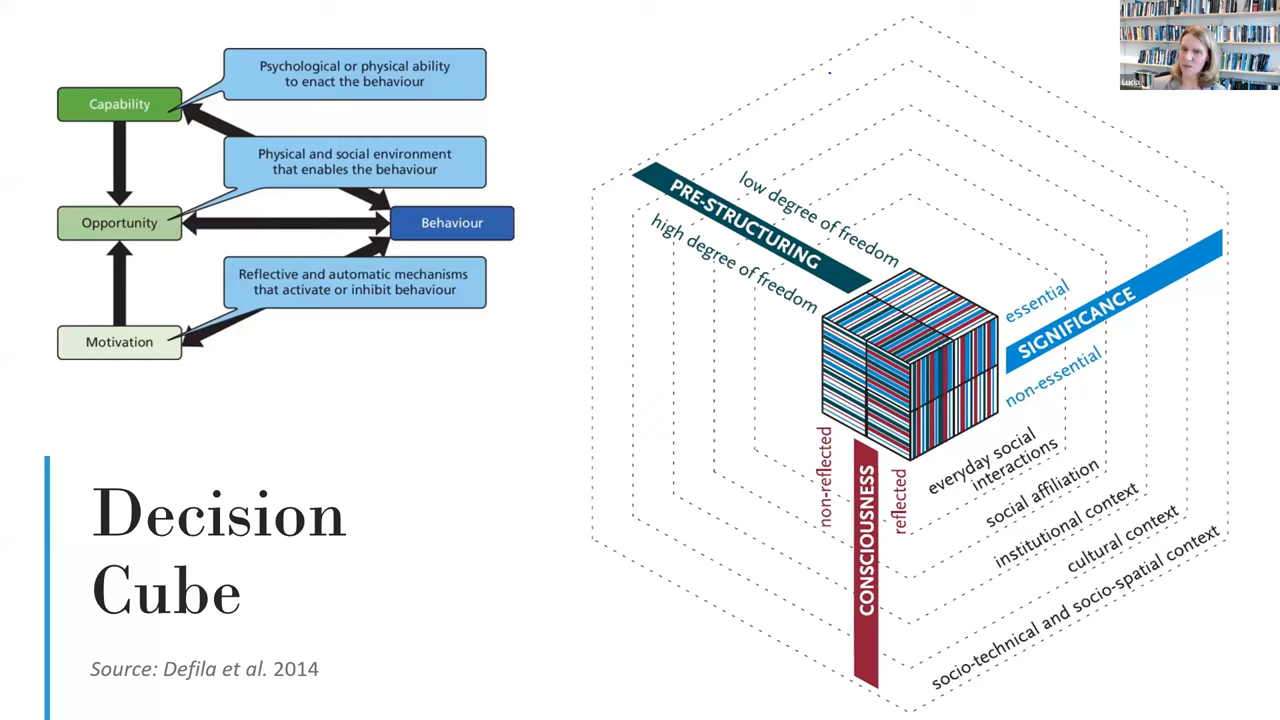 Psychological or physical ability
to enact the behaviour
Capability
Physical and social environment
that enables the behaviour
Opportunity
Behaviour
Reflective and automatic mechanisms
that activate or inhibit behaviour
Motivation
Decision
Cube
Source: Defila et al. 2014
PRE-STRUCTURING
low degree of freedom
high degree of freedom
essential
SIGNIFICANCE
non-essential
non-reflected
CONSCIOUSNESS
reflected
everyday social
interactions
social affiliation
institutional context
cultural context
socio-technical and socio-spatial context